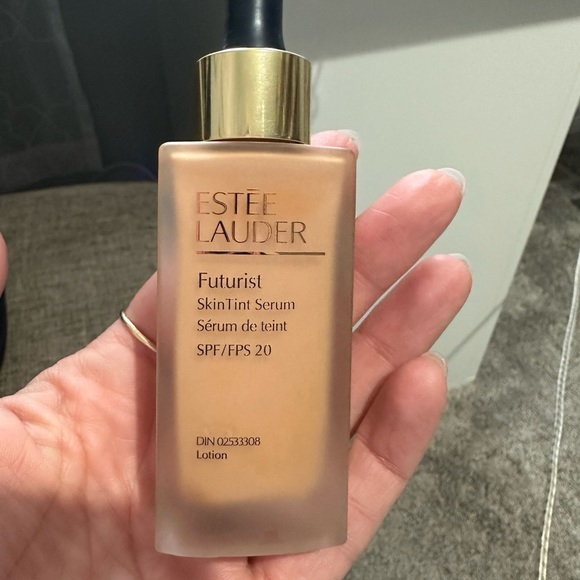 ESTĒE
LAUDER
Futurist
SkinTint Serum
Sérum de teint
SPF/FPS 20
DIN 02533308
Lotion